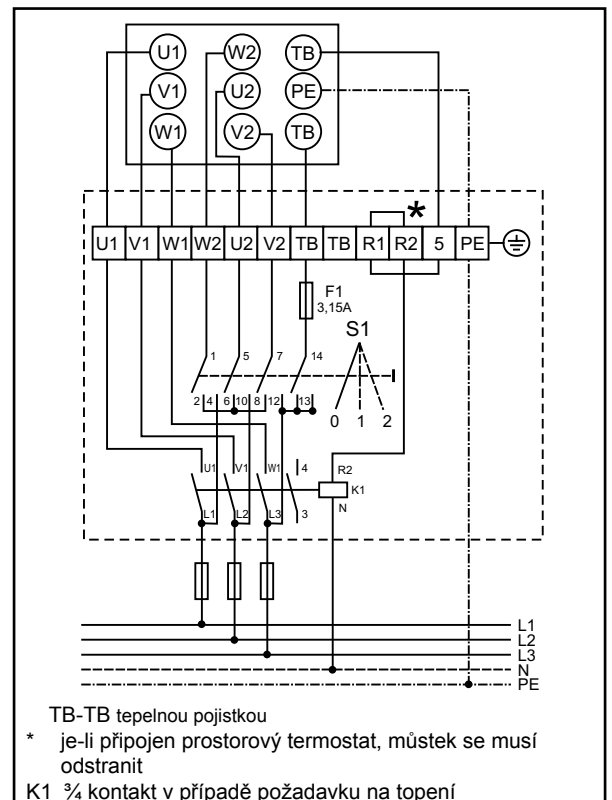 U1 W2 TB
V1 U2 PE
W1 V2 TB
*
U1 V1 W1 W2 U2 V2 TB TB R1 R2 5 PE
F1
3,15A
S1
1 5 7 14
2 4 6 10 8 12 13
0 1 2
U1 V1 W1 4 R2
K1
L1 L2 L3 3 N
L1
L2
L3
N
PE
TB-TB tepelnou pojistkou
* je-li připojen prostorový termostat, můstek se musí
odstranit
K1 ¾ kontakt v případě požadavku na topení